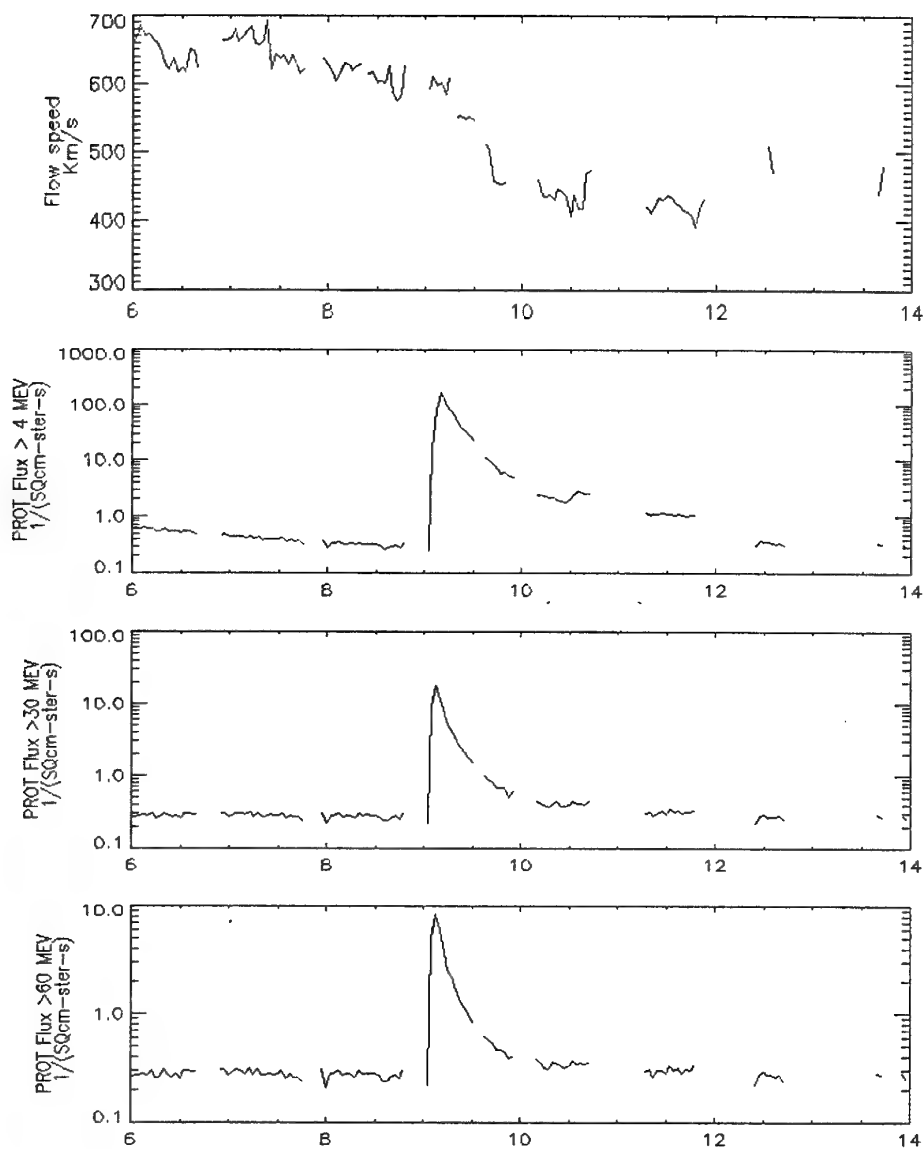 700
600
500
400
300
Flow speed
Km/s
6 8 10 12 14
1000.0
100.0
10.0
1.0
0.1
PROT Flux > 4 MEV
1/(SQcm-ster-s)
6 8 10 12 14
100.0
10.0
1.0
0.1
PROT Flux >30 MEV
1/(SQcm-ster-s)
6 8 10 12 14
10.0
1.0
0.1
PROT Flux >60 MEV
1/(SQcm-ster-s)
6 8 10 12 14